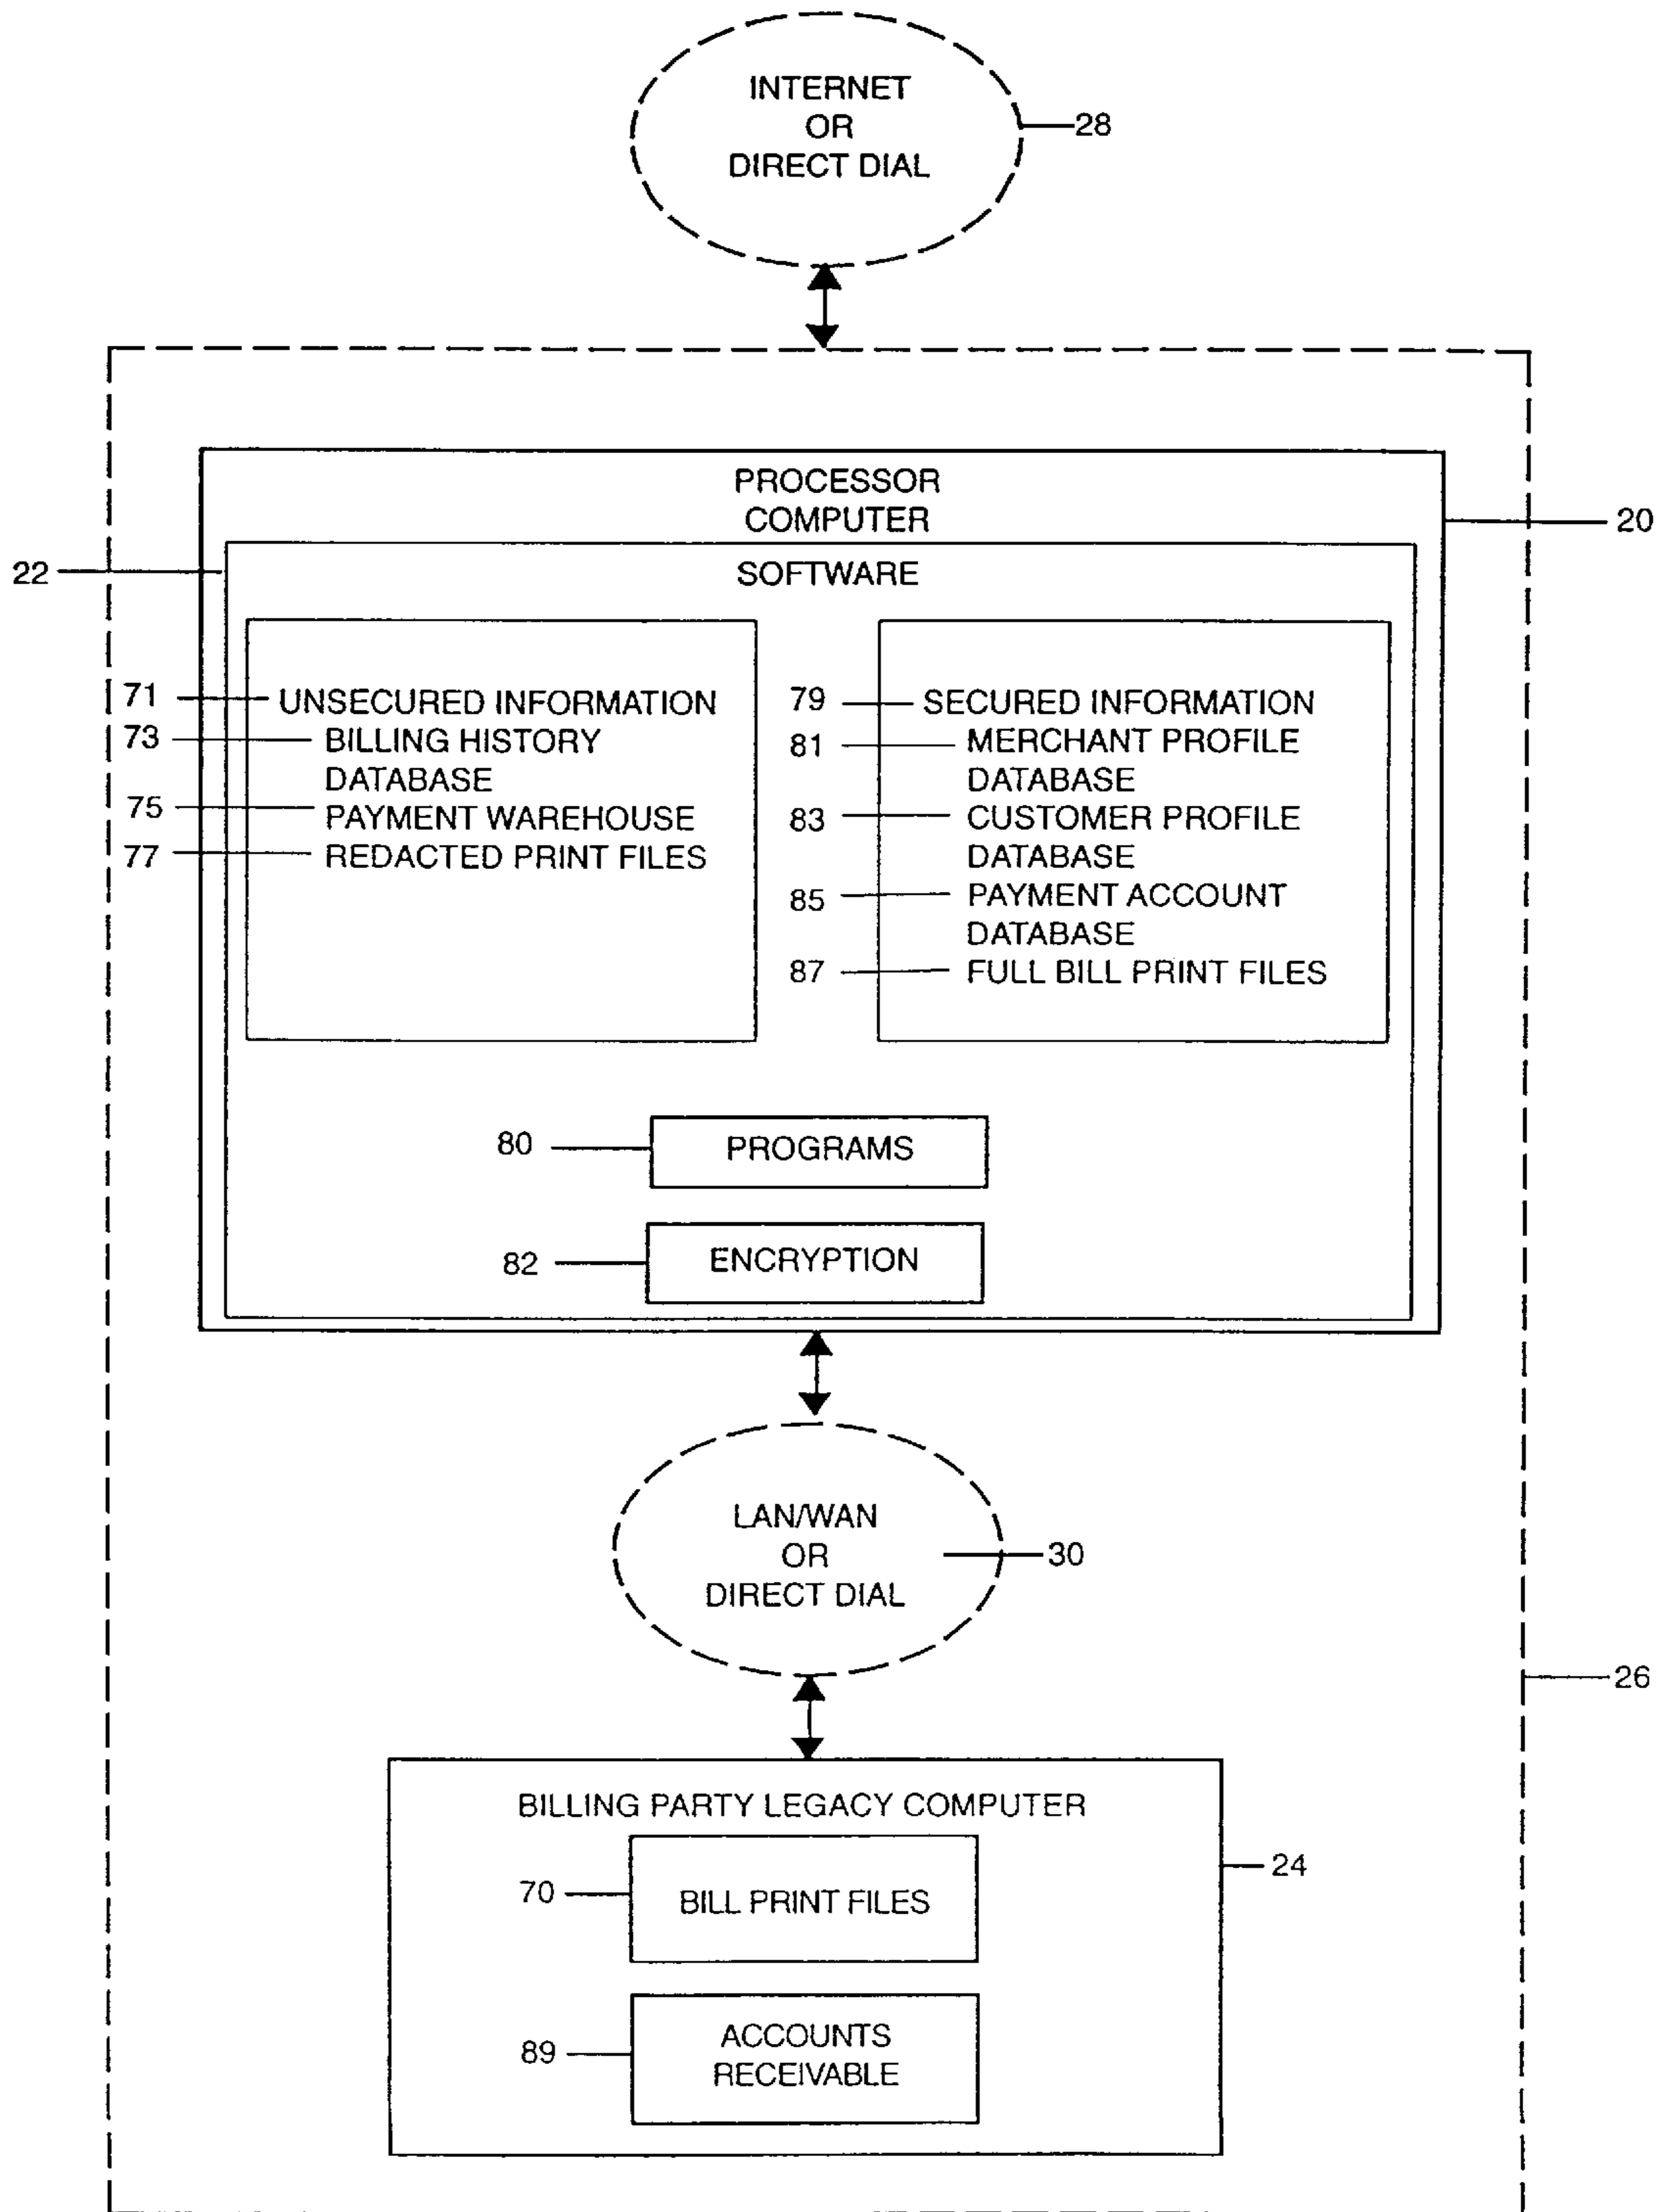 INTERNET
OR
DIRECT DIAL
28
PROCESSOR
COMPUTER
20
22
SOFTWARE
71 UNSECURED INFORMATION
73 BILLING HISTORY
DATABASE
75 PAYMENT WAREHOUSE
77 REDACTED PRINT FILES
79 SECURED INFORMATION
81 MERCHANT PROFILE
DATABASE
83 CUSTOMER PROFILE
DATABASE
85 PAYMENT ACCOUNT
DATABASE
87 FULL BILL PRINT FILES
80 PROGRAMS
82 ENCRYPTION
LAN/WAN
OR
DIRECT DIAL
30
26
BILLING PARTY LEGACY COMPUTER
24
70 BILL PRINT FILES
89 ACCOUNTS
RECEIVABLE